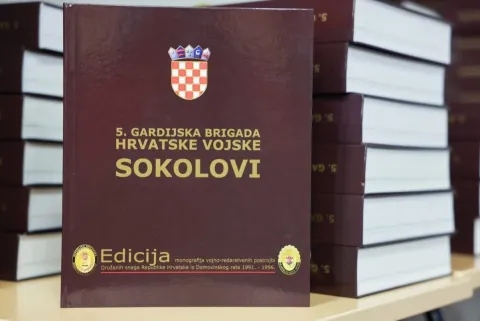 5. GARDIJSKA BRIGADA
HRVATSKE VOJSKE
SOKOLOVI
Edicija monografija vojno-redarstvenih postrojbi
Oružanih snaga Republike Hrvatske iz Domovinskog rata 1991. - 1996.